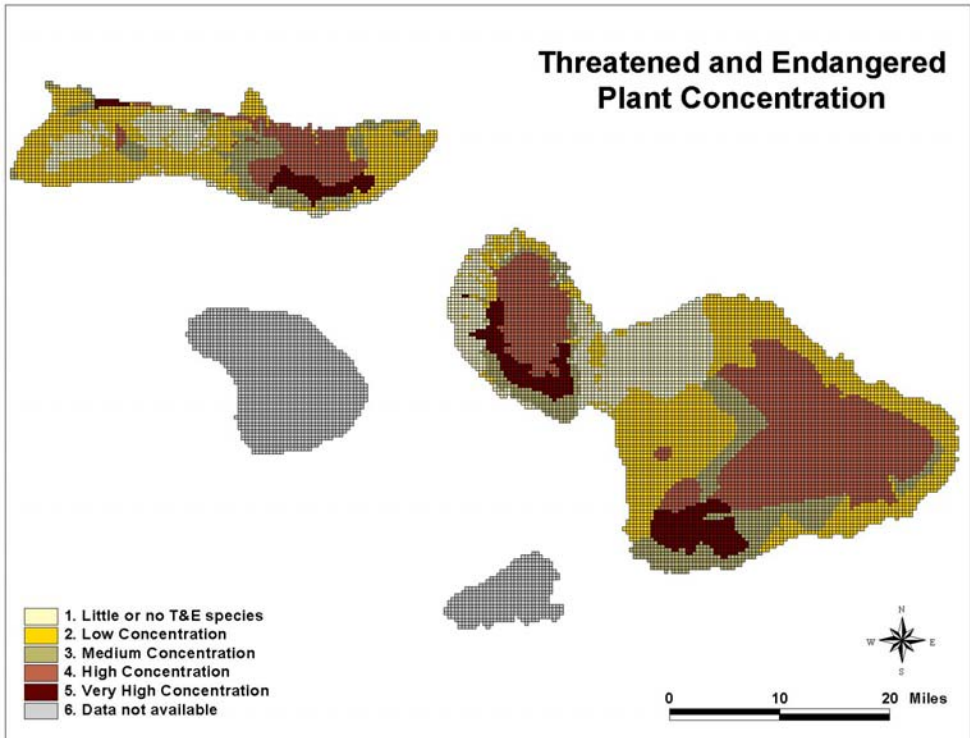 Threatened and Endangered
Plant Concentration
1. Little or no T&E species
2. Low Concentration
3. Medium Concentration
4. High Concentration
5. Very High Concentration
6. Data not available
N
W E
S
0 10 20 Miles